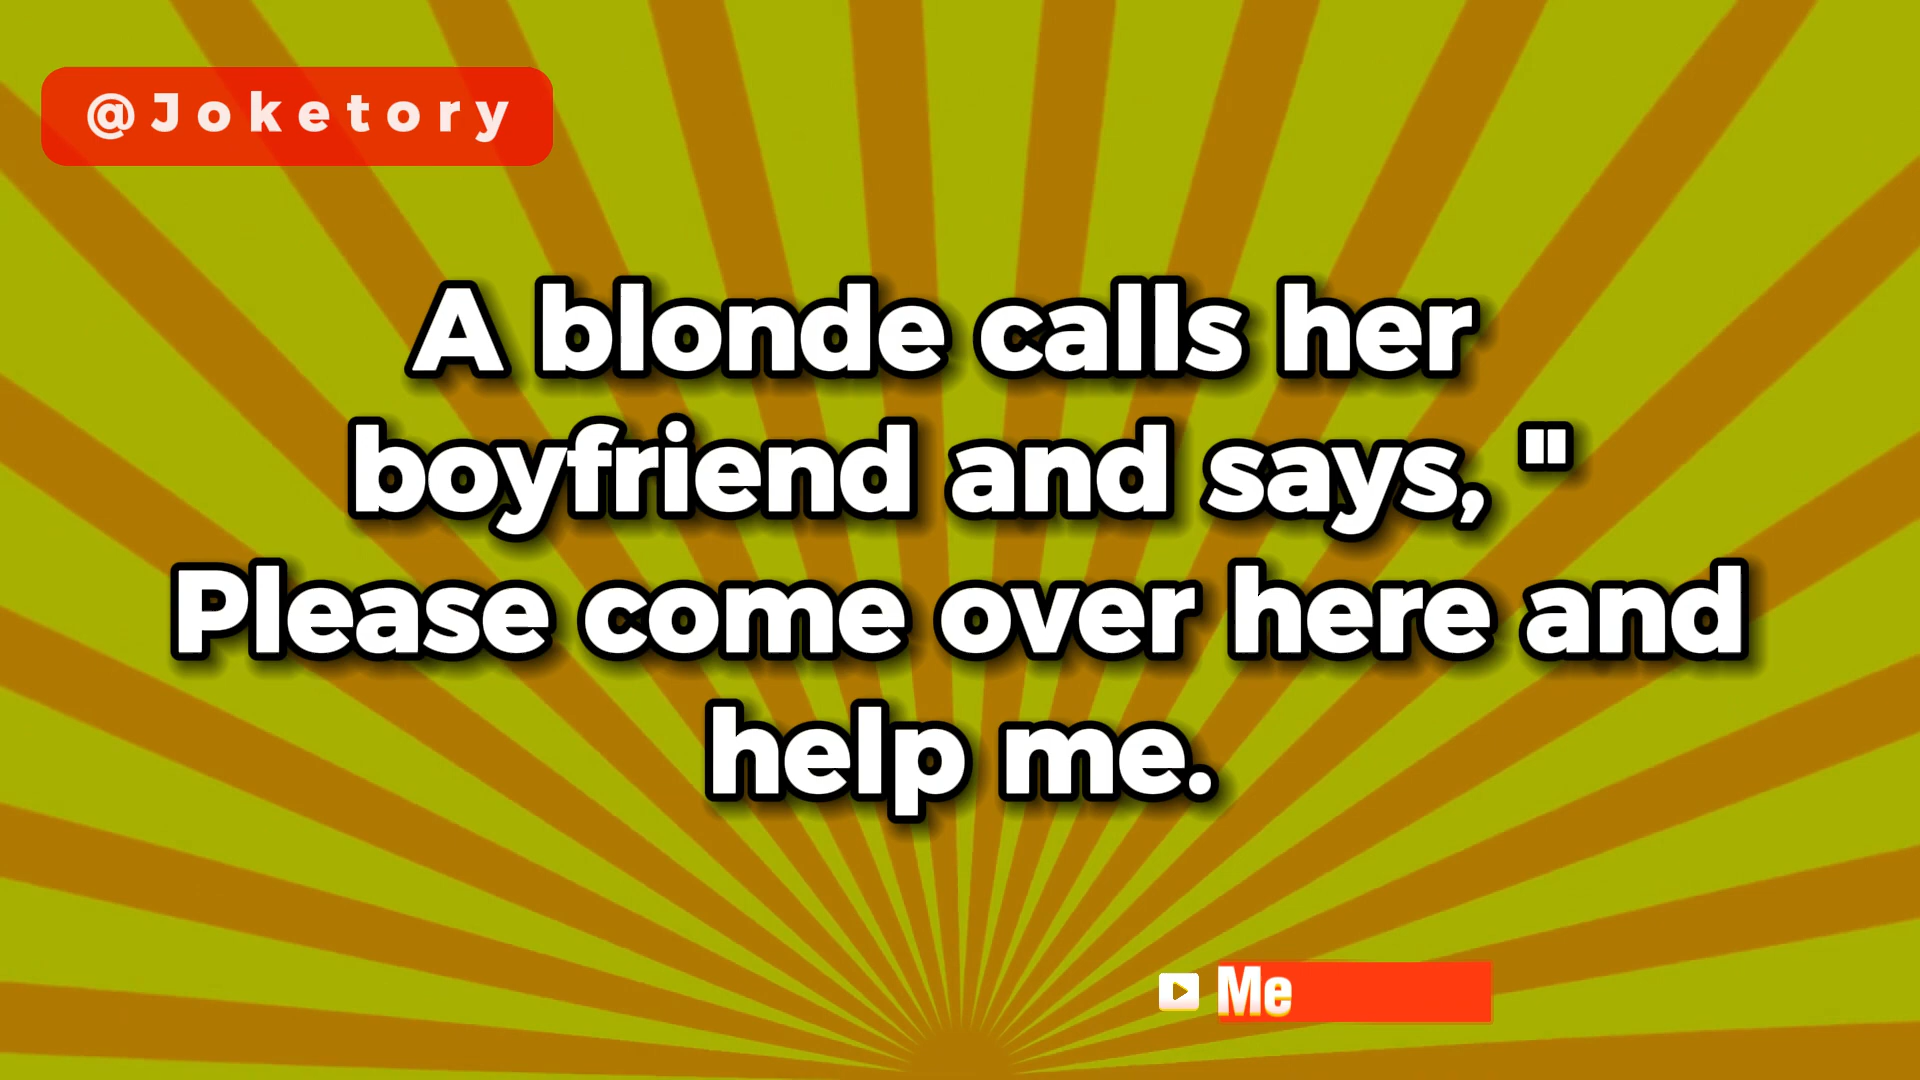 @Joketory
A blonde calls her
boyfriend and says, "
Please come over here and
help me.
Me